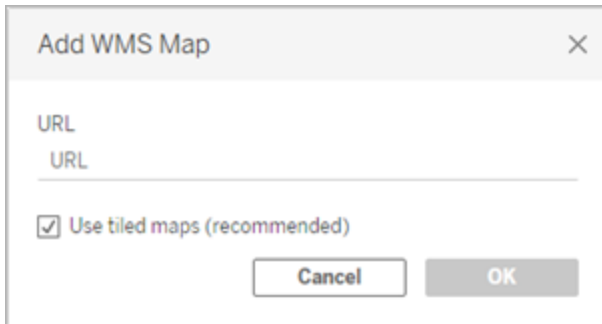 Add WMS Map
URL
URL
Use tiled maps (recommended)
Cancel OK